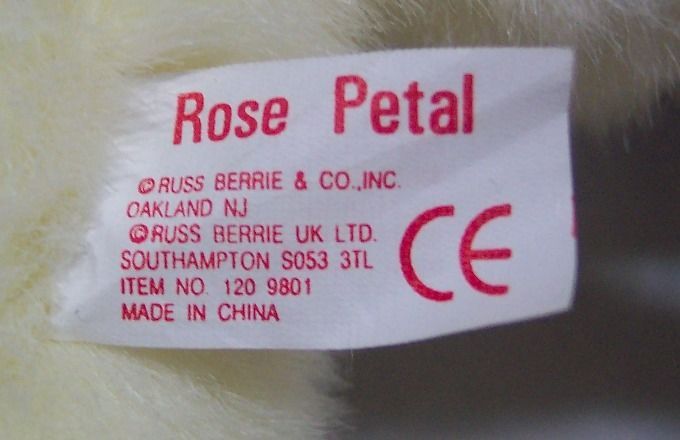 Rose Petal
©RUSS BERRIE & CO.,INC.
OAKLAND NJ
©RUSS BERRIE UK LTD.
SOUTHAMPTON S053 3TL
ITEM NO. 120 9801
MADE IN CHINA
CE